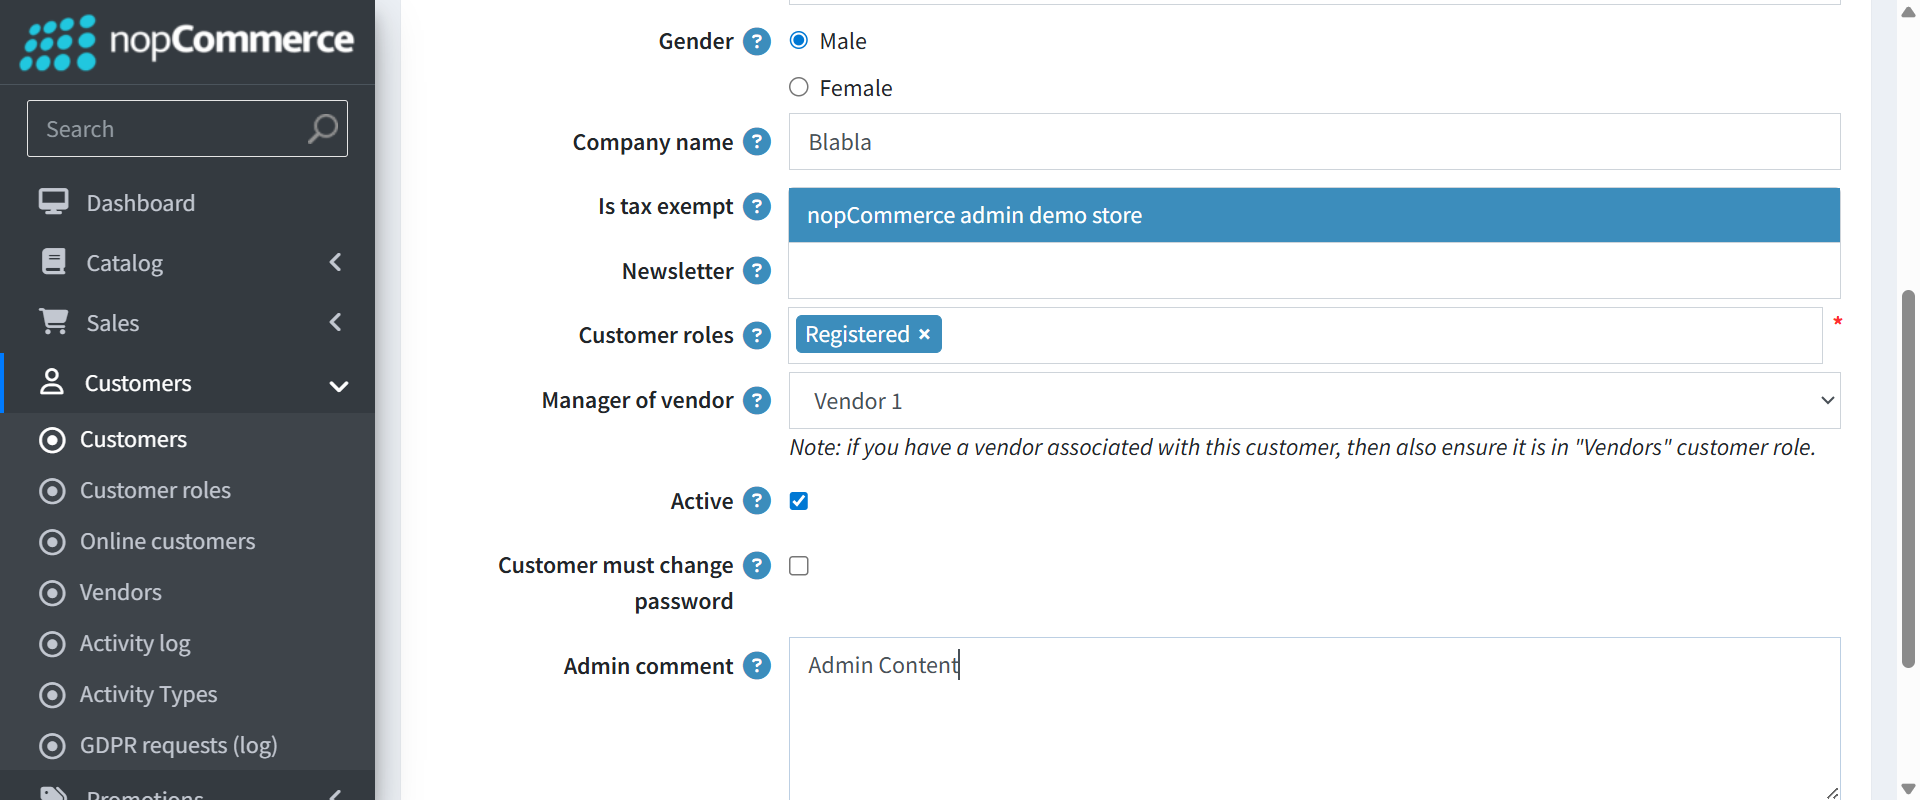 nopCommerce
Search
Dashboard
Catalog
Sales
Customers
Customers
Customer roles
Online customers
Vendors
Activity log
Activity Types
GDPR requests (log)
Promotions
Gender ? Male
Female
Company name ? Blabla
Is tax exempt ? nopCommerce admin demo store
Newsletter ?
Customer roles ? Registered × *
Manager of vendor ? Vendor 1
Note: if you have a vendor associated with this customer, then also ensure it is in "Vendors" customer role.
Active ?
Customer must change ?
password
Admin comment ? Admin Content